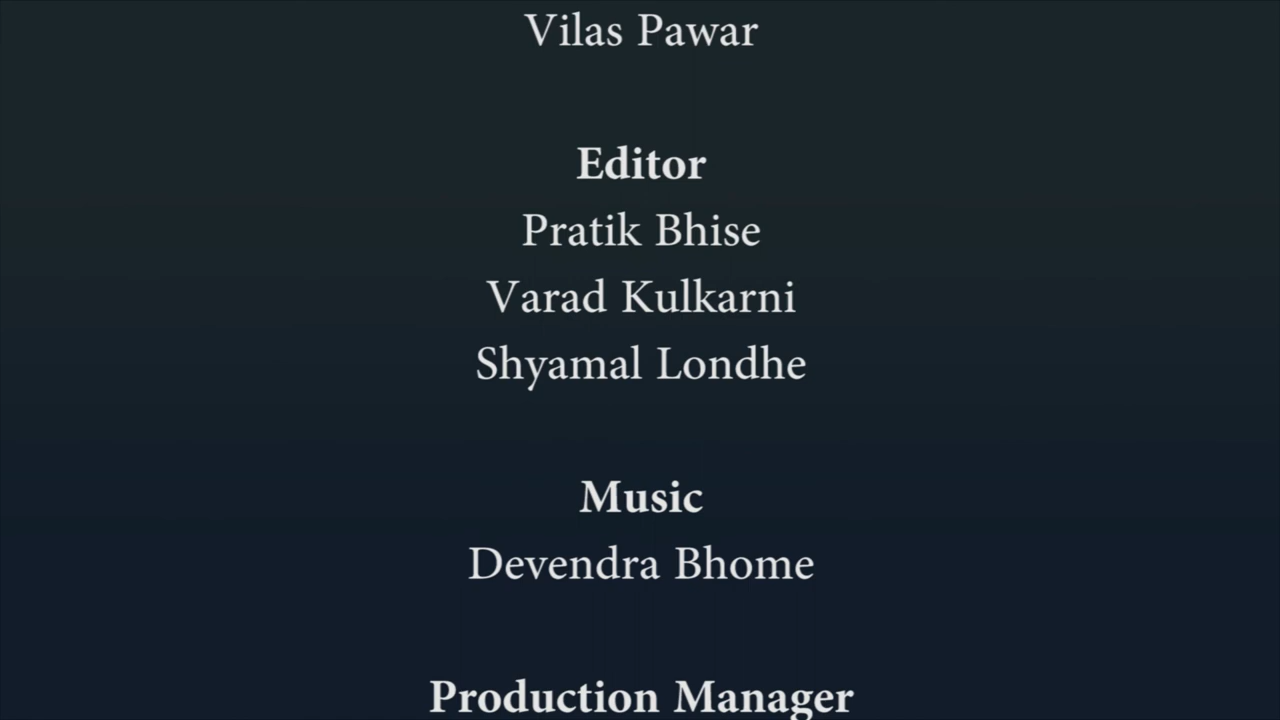 Vilas Pawar
Editor
Pratik Bhise
Varad Kulkarni
Shyamal Londhe
Music
Devendra Bhome
Production Manager